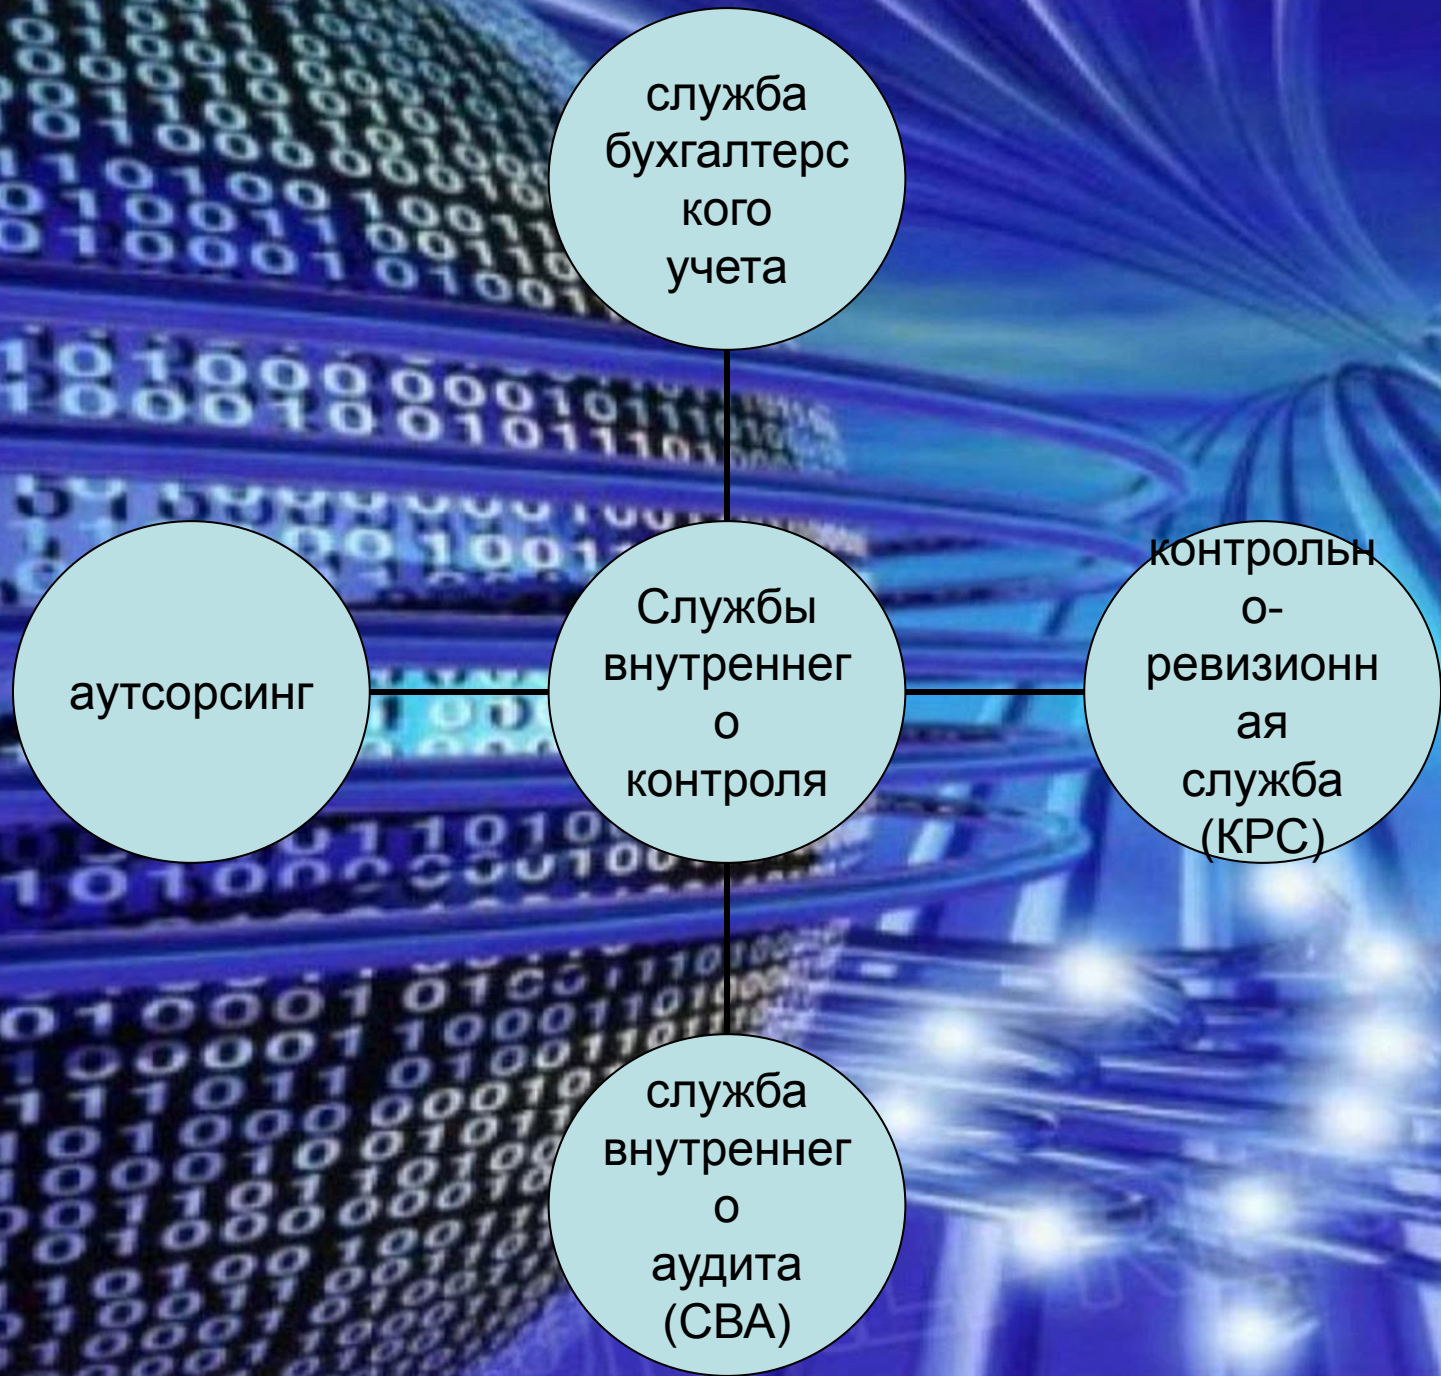 служба
бухгалтерс
кого
учета
аутсорсинг
Службы
внутреннег
о
контроля
контрольн
о-
ревизионн
ая
служба
(КРС)
служба
внутреннег
о
аудита
(СВА)